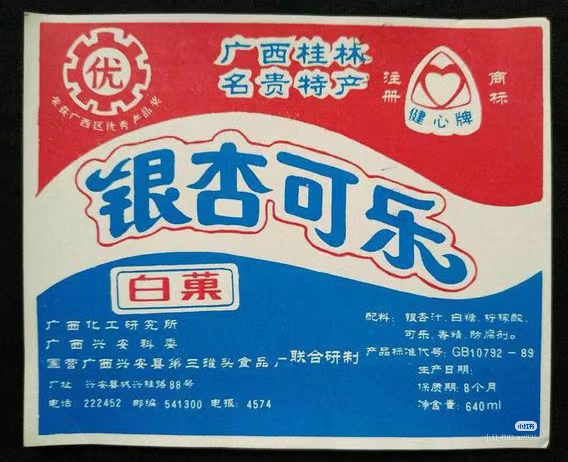 优
荣获广西区优秀产品奖
广西桂林
名贵特产
注册
商标
健心牌
银杏可乐
白菓
广西化工研究所
广西兴安科委
国营广西兴安县第三罐头食品厂联合研制
厂址 兴安县城兴桂路88号
电话: 222452 邮编 541300 电报: 4574
配料: 银杏汁、白糖、柠檬酸、
可乐、香精、防腐剂。
产品标准代号: GB10792-89
生产日期:
保质期: 8个月
净含量: 640ml
小红书